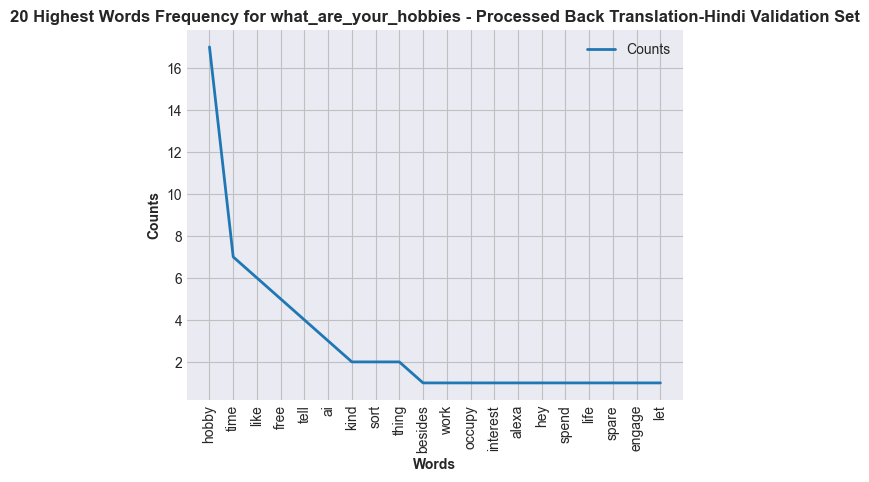 20 Highest Words Frequency for what_are_your_hobbies - Processed Back Translation-Hindi Validation Set
Counts
16
14
12
10
8
6
4
2
Counts
hobby
time
like
free
tell
ai
kind
sort
thing
besides
work
occupy
interest
alexa
hey
spend
life
spare
engage
let
Words